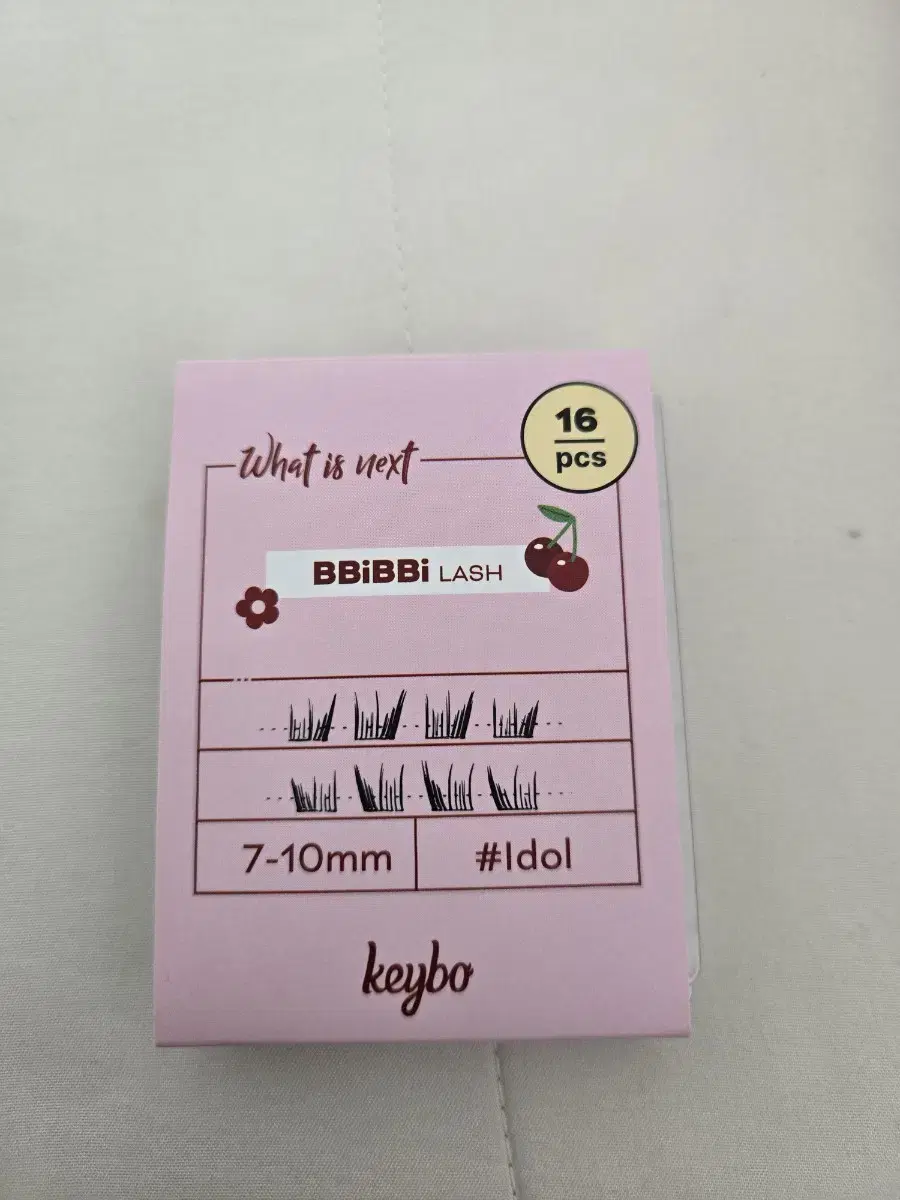 16
pcs
What is next
BBiBBi LASH
7-10mm
#Idol
keybo